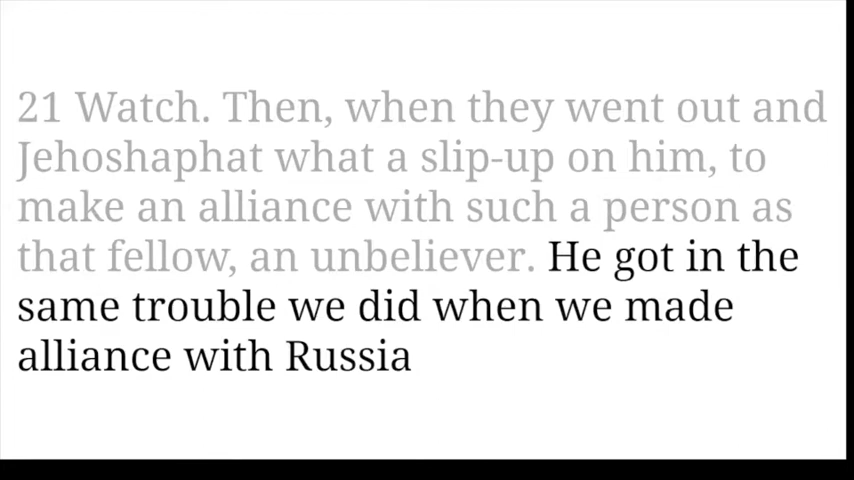 21 Watch. Then, when they went out and
Jehoshaphat what a slip-up on him, to
make an alliance with such a person as
that fellow, an unbeliever. He got in the
same trouble we did when we made
alliance with Russia